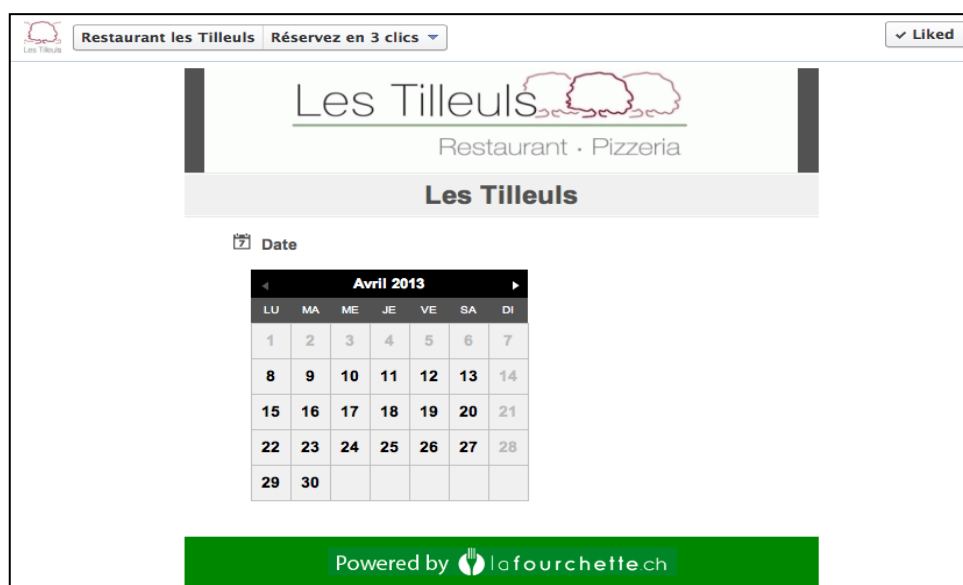 Les Tilleuls
Restaurant les Tilleuls Réservez en 3 clics
✓ Liked
Les Tilleuls
Restaurant · Pizzeria
Les Tilleuls
7 Date
Avril 2013
LU MA ME JE VE SA DI
1 2 3 4 5 6 7
8 9 10 11 12 13 14
15 16 17 18 19 20 21
22 23 24 25 26 27 28
29 30
Powered by lafourchette.ch